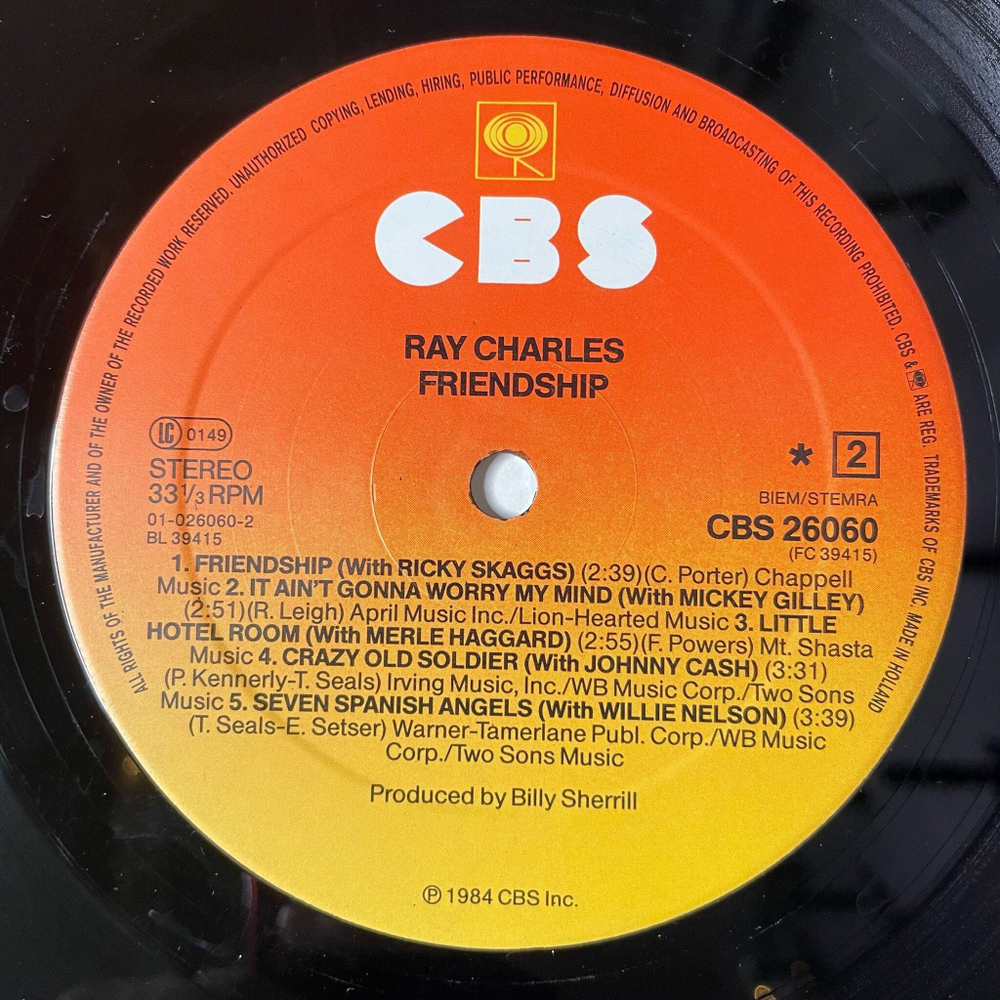 ALL RIGHTS OF THE MANUFACTURER AND OF THE OWNER OF THE RECORDED WORK RESERVED. UNAUTHORIZED COPYING, LENDING, HIRING, PUBLIC PERFORMANCE, DIFFUSION AND BROADCASTING OF THIS RECORDING PROHIBITED. CBS & ARE REG. TRADEMARKS OF CBS INC. MADE IN HOLLAND
CBS
RAY CHARLES
FRIENDSHIP
LC 0149
STEREO
33⅓ RPM
01-026060-2
BL 39415
* 2
BIEM/STEMRA
CBS 26060
(FC 39415)
1. FRIENDSHIP (With RICKY SKAGGS) (2:39)(C. Porter) Chappell
Music 2. IT AIN'T GONNA WORRY MY MIND (With MICKEY GILLEY)
(2:51)(R. Leigh) April Music Inc./Lion-Hearted Music 3. LITTLE
HOTEL ROOM (With MERLE HAGGARD) (2:55)(F. Powers) Mt. Shasta
Music 4. CRAZY OLD SOLDIER (With JOHNNY CASH) (3:31)
(P. Kennerly-T. Seals) Irving Music, Inc./WB Music Corp./Two Sons
Music 5. SEVEN SPANISH ANGELS (With WILLIE NELSON) (3:39)
(T. Seals-E. Setser) Warner-Tamerlane Publ. Corp./WB Music
Corp./Two Sons Music
Produced by Billy Sherrill
℗ 1984 CBS Inc.